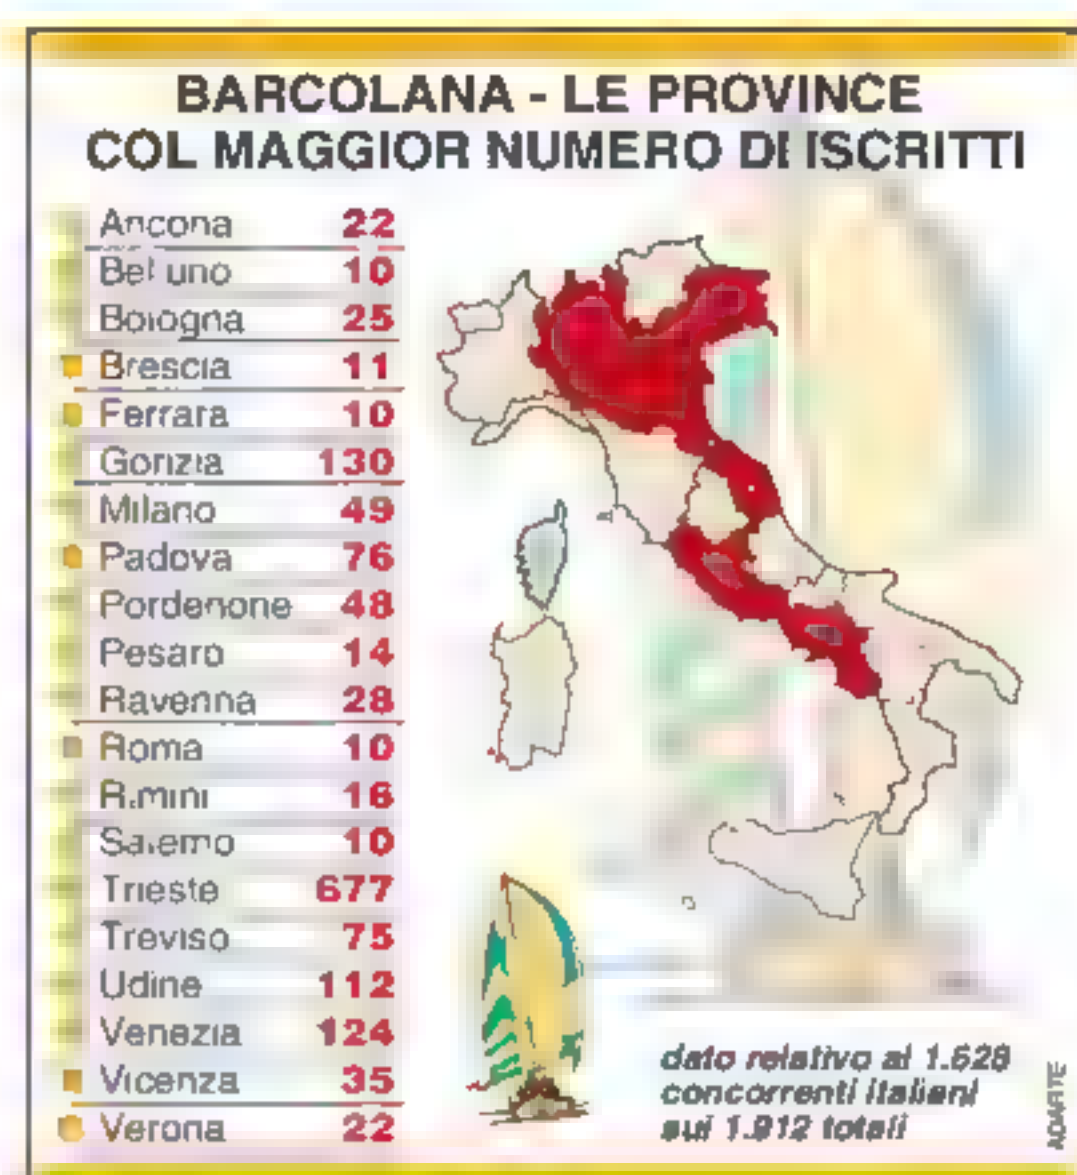 BARCOLANA - LE PROVINCE
COL MAGGIOR NUMERO DI ISCRITTI
Ancona 22
Belluno 10
Bologna 25
Brescia 11
Ferrara 10
Gorizia 130
Milano 49
Padova 76
Pordenone 48
Pesaro 14
Ravenna 28
Roma 10
Rimini 16
Salerno 10
Trieste 677
Treviso 75
Udine 112
Venezia 124
Vicenza 35
Verona 22
dato relativo ai 1.628
concorrenti italiani
sui 1.912 totali